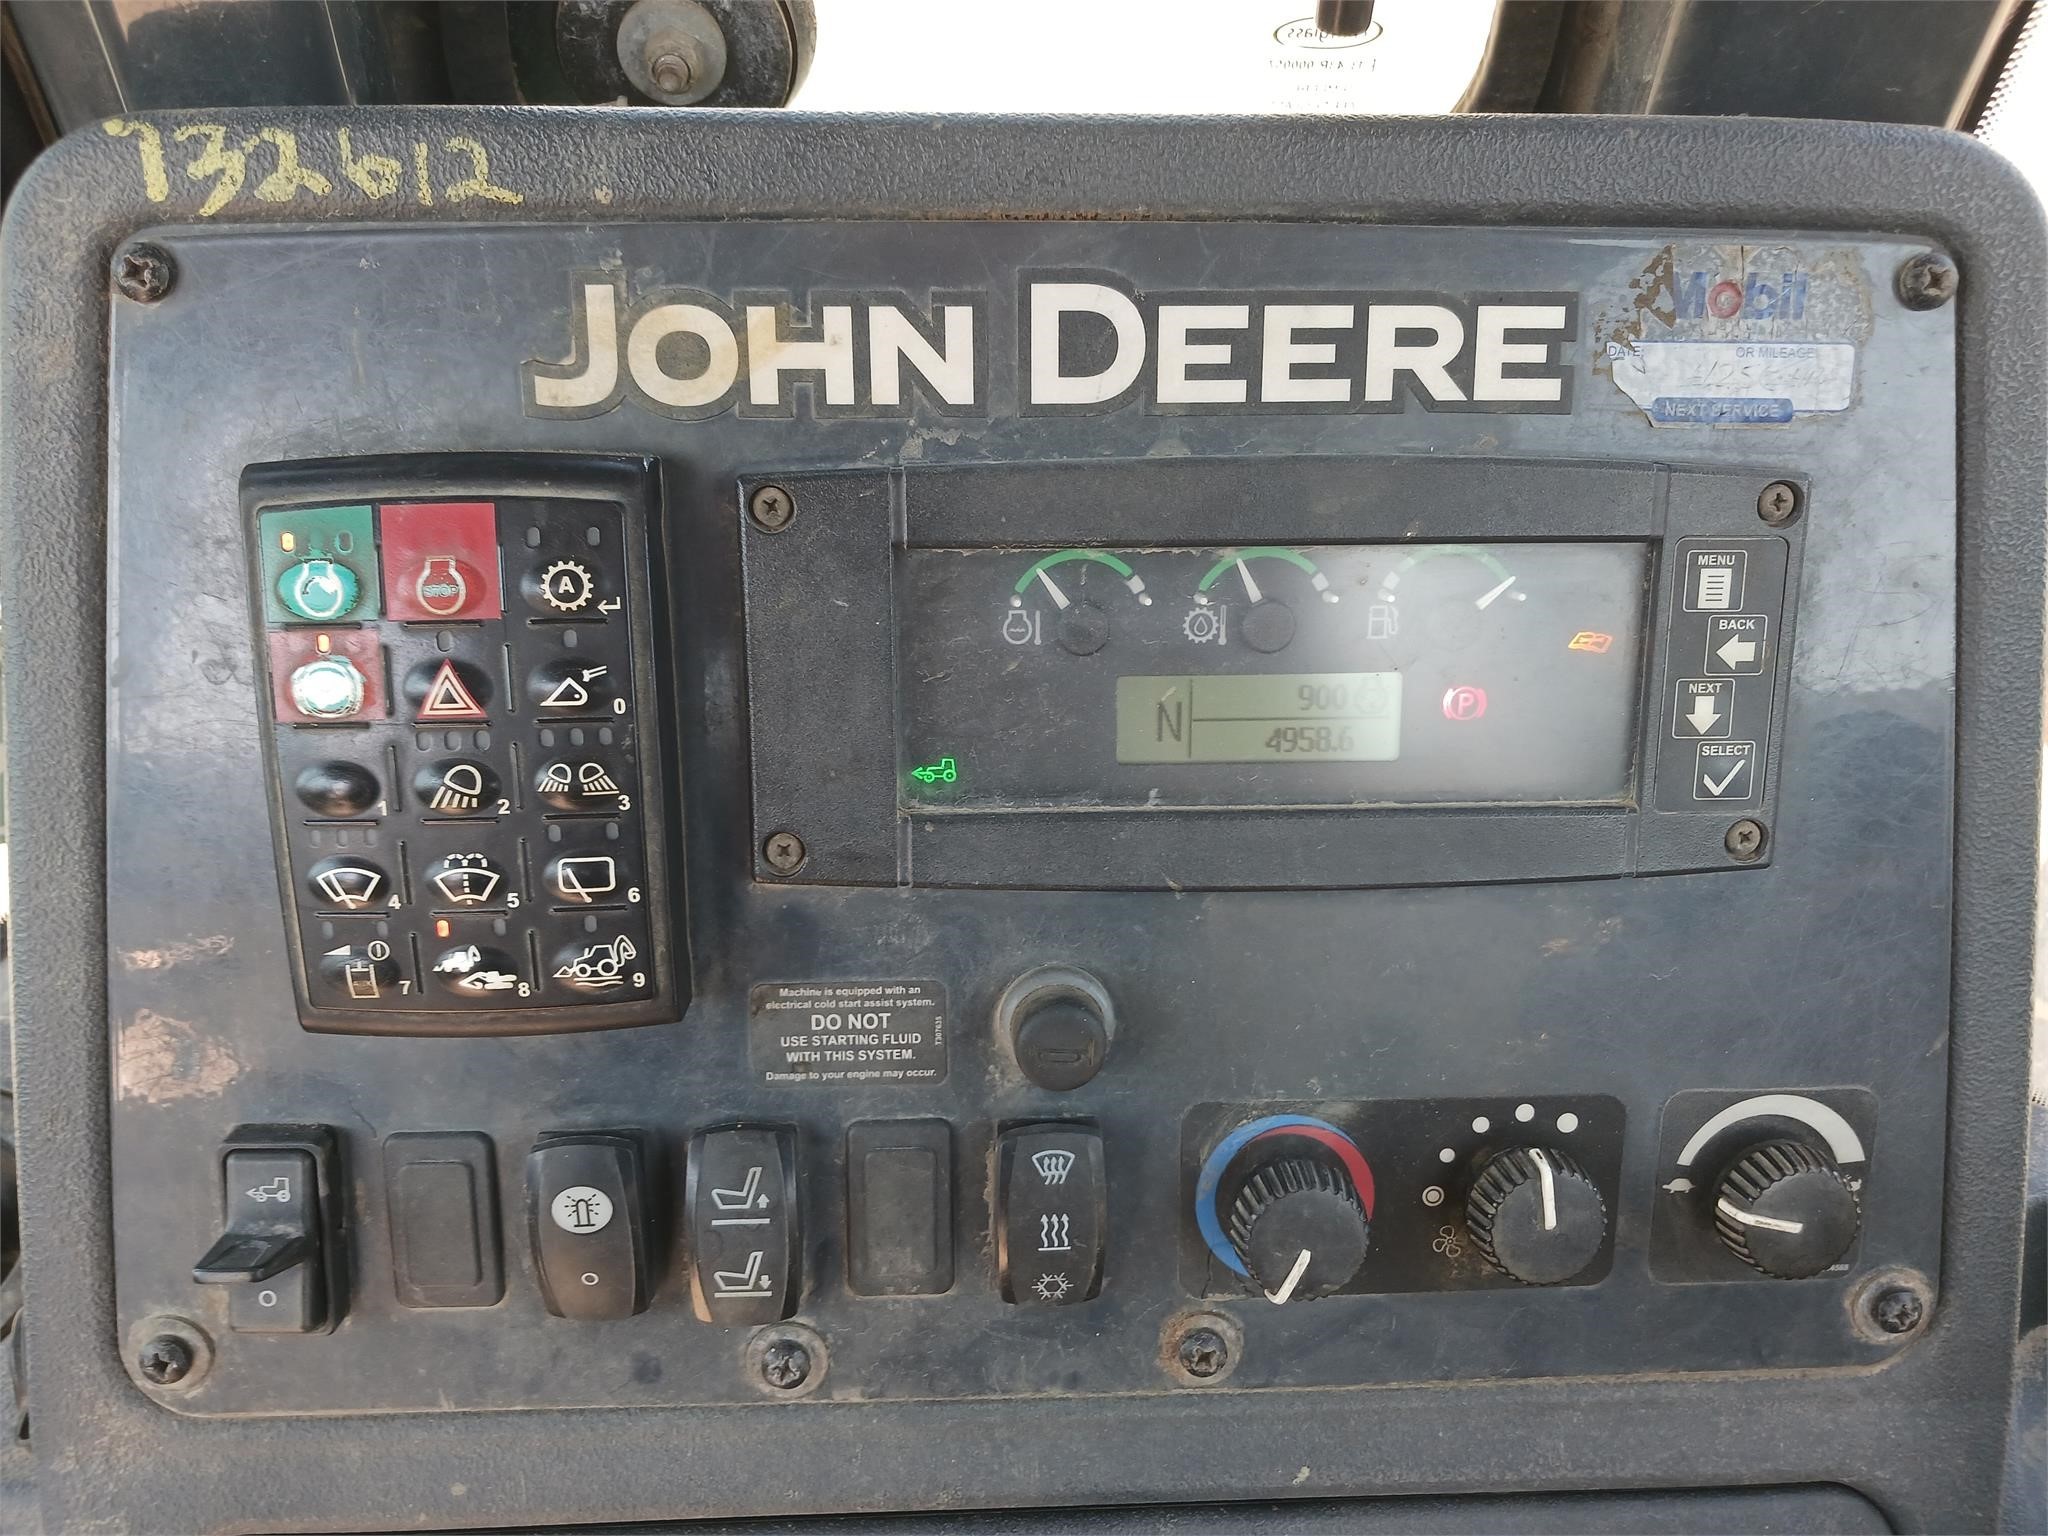 732612
JOHN DEERE
Mobil
DATE: OR MILEAGE
NEXT SERVICE
STOP
A
0
1
2
3
4
5
6
7
8
9
MENU
BACK
NEXT
SELECT
900
N
4958.6
P
Machine is equipped with an
electrical cold start assist system.
DO NOT
USE STARTING FLUID
WITH THIS SYSTEM.
Damage to your engine may occur.
T307635
O
O